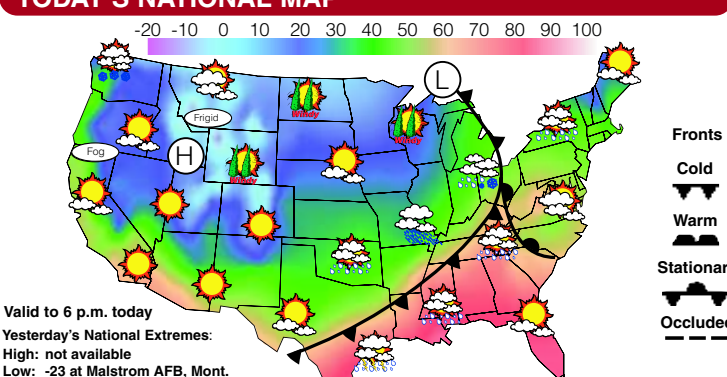 TODAY'S NATIONAL MAP
-20 -10 0 10 20 30 40 50 60 70 80 90 100
L
Windy
Windy
Frigid
Fog
H
Windy
Fronts
Cold
Warm
Stationar
Occluded
Valid to 6 p.m. today
Yesterday's National Extremes:
High: not available
Low: -23 at Malstrom AFB, Mont.